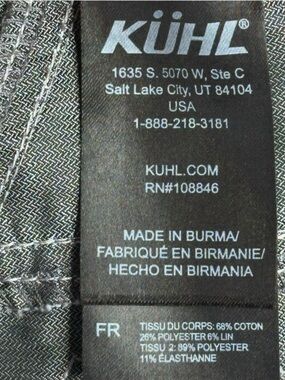 KÜHL®
1635 S. 5070 W, Ste C
Salt Lake City, UT 84104
USA
1-888-218-3181
KUHL.COM
RN#108846
MADE IN BURMA/
FABRIQUÉ EN BIRMANIE/
HECHO EN BIRMANIA
FR
TISSU DU CORPS: 68% COTON
26% POLYESTER 6% LIN
TISSU 2: 89% POLYESTER
11% ÉLASTHANNE